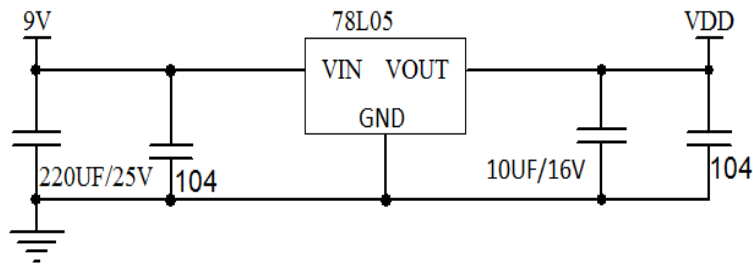 9V
78L05
VDD
VIN VOUT
GND
220UF/25V
104
10UF/16V
104